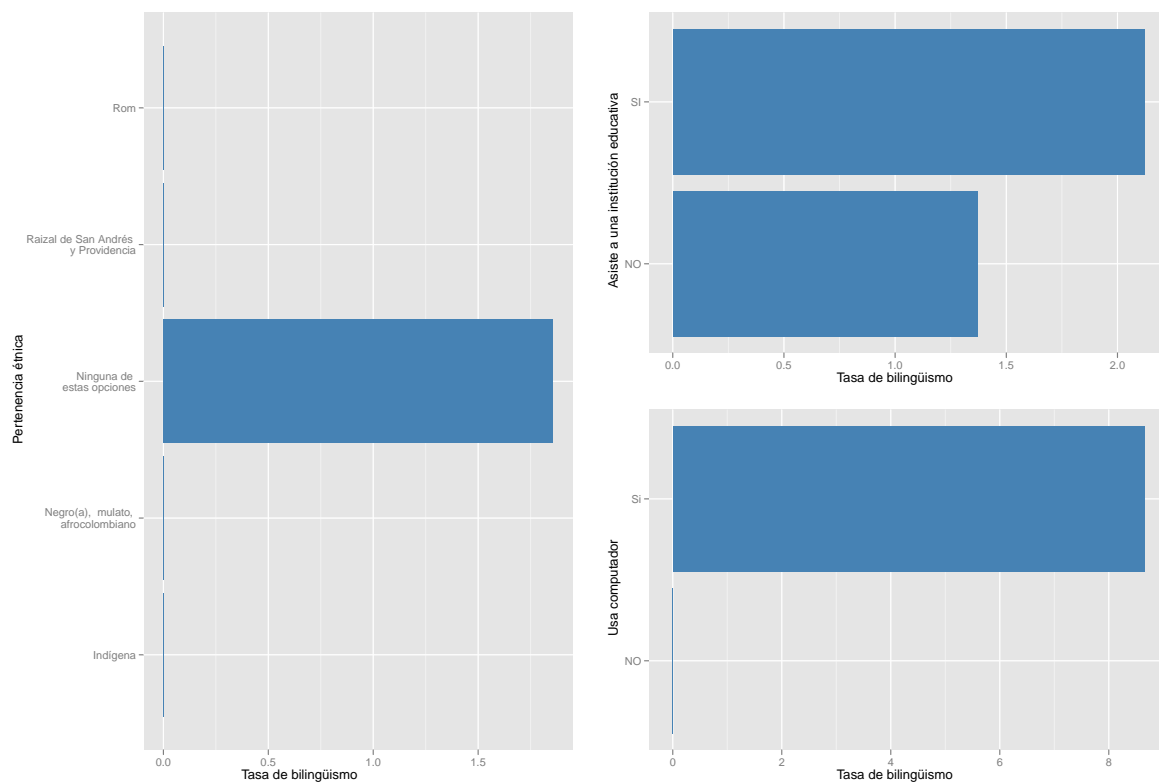 Pertenencia étnica
Rom
Raizal de San Andrés
y Providencia
Ninguna de
estas opciones
Negro(a),  mulato,
afrocolombiano
Indígena
0.0 0.5 1.0 1.5
Tasa de bilingüismo
Asiste a una institución educativa
SI
NO
0.0 0.5 1.0 1.5 2.0
Tasa de bilingüismo
Usa computador
Si
NO
0 2 4 6 8
Tasa de bilingüismo